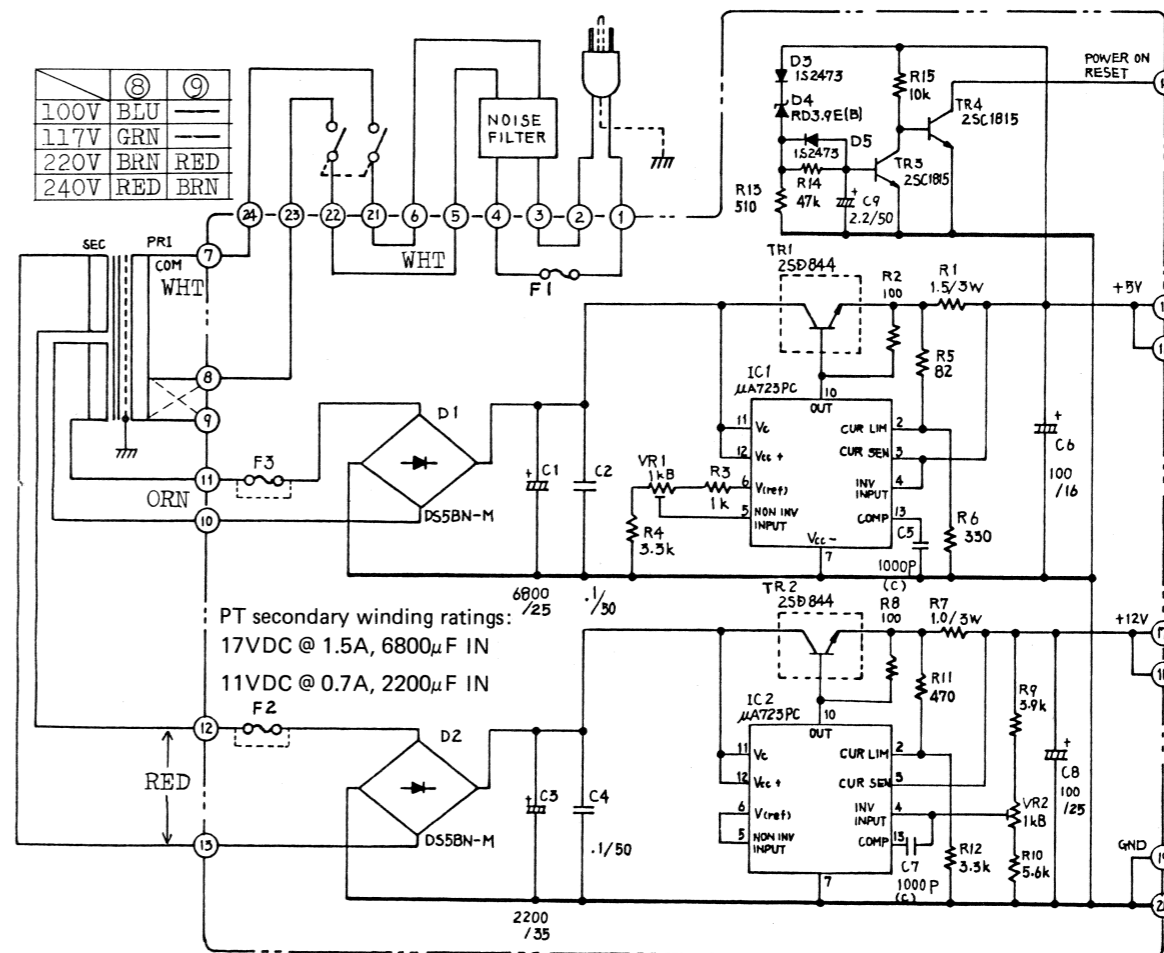 ⑧ ⑨
100V BLU —
117V GRN —
220V BRN RED
240V RED BRN
NOISE
FILTER
D3
1S2473
D4
RD3.9E(B)
D5
1S2473
R13
510
R14
47k
C9
2.2/50
R15
10k
TR3
2SC1815
TR4
2SC1815
POWER ON
RESET
24 23 22 21 6 5 4 3 2 1
WHT
F1
SEC PRI
COM
WHT
7
8
9
11
10
ORN
F3
D1
DS5BN-M
+
C1
6800
/25
C2
.1/50
TR1
2SD844
R2
100
R1
1.5/3W
+5V
R5
82
IC1
μA723PC
10
OUT
11 Vc
12 Vcc +
6 V(ref)
5 NON INV
INPUT
Vcc-
7
CUR LIM 2
CUR SEN 3
INV
INPUT 4
COMP 13
VR1
1kB
R3
1k
R4
3.3k
C5
1000P
(C)
R6
330
+
C6
100
/16
PT secondary winding ratings:
17VDC @ 1.5A, 6800μF IN
11VDC @ 0.7A, 2200μF IN
12
F2
RED
13
D2
DS5BN-M
+
C3
2200
/35
C4
.1/50
TR2
2SD844
R8
100
R7
1.0/3W
+12V
R11
470
IC2
μA723PC
10
OUT
11 Vc
12 Vcc +
6 V(ref)
5 NON INV
INPUT
7
CUR LIM 2
CUR SEN
INV
INPUT 4
COMP 13
C7
1000P
(C)
R12
3.3k
R9
3.9k
VR2
1kB
R10
5.6k
+
C8
100
/25
GND